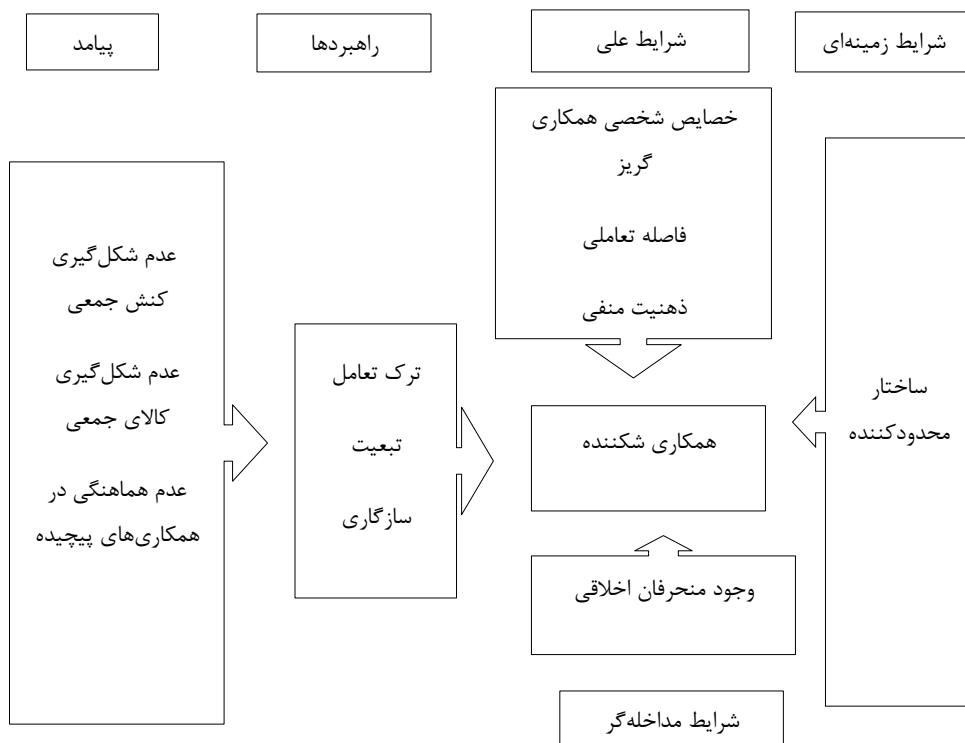 شرایط زمینه‌ای
شرایط علی
راهبردها
پیامد
خصایص شخصی همکاری
گریز
فاصله تعاملی
ذهنیت منفی
ساختار
محدودکننده
همکاری شکننده
وجود منحرفان اخلاقی
شرایط مداخله‌گر
ترک تعامل
تبعیت
سازگاری
عدم شکل‌گیری
کنش جمعی
عدم شکل‌گیری
کالای جمعی
عدم هماهنگی در
همکاری‌های پیچیده